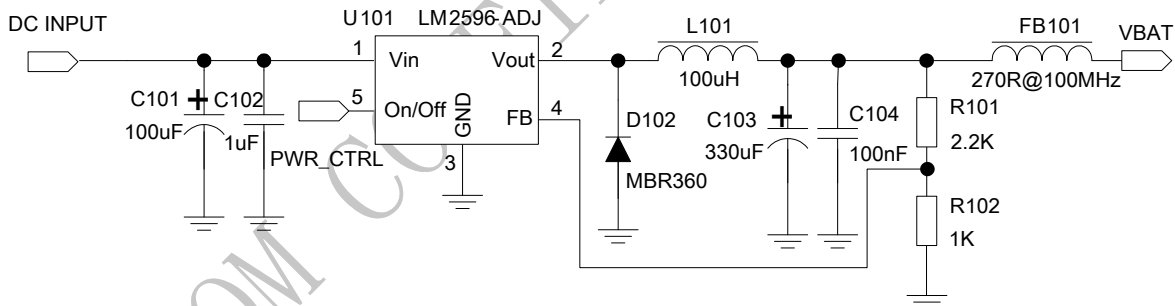 DC INPUT
U101 LM2596-ADJ
L101
FB101
VBAT
1
Vin
Vout
2
100uH
270R@100MHz
C101
+
C102
5
On/Off
GND
FB
4
D102
C103
+
C104
R101
100uF
1uF
PWR_CTRL
3
330uF
100nF
2.2K
MBR360
R102
1K